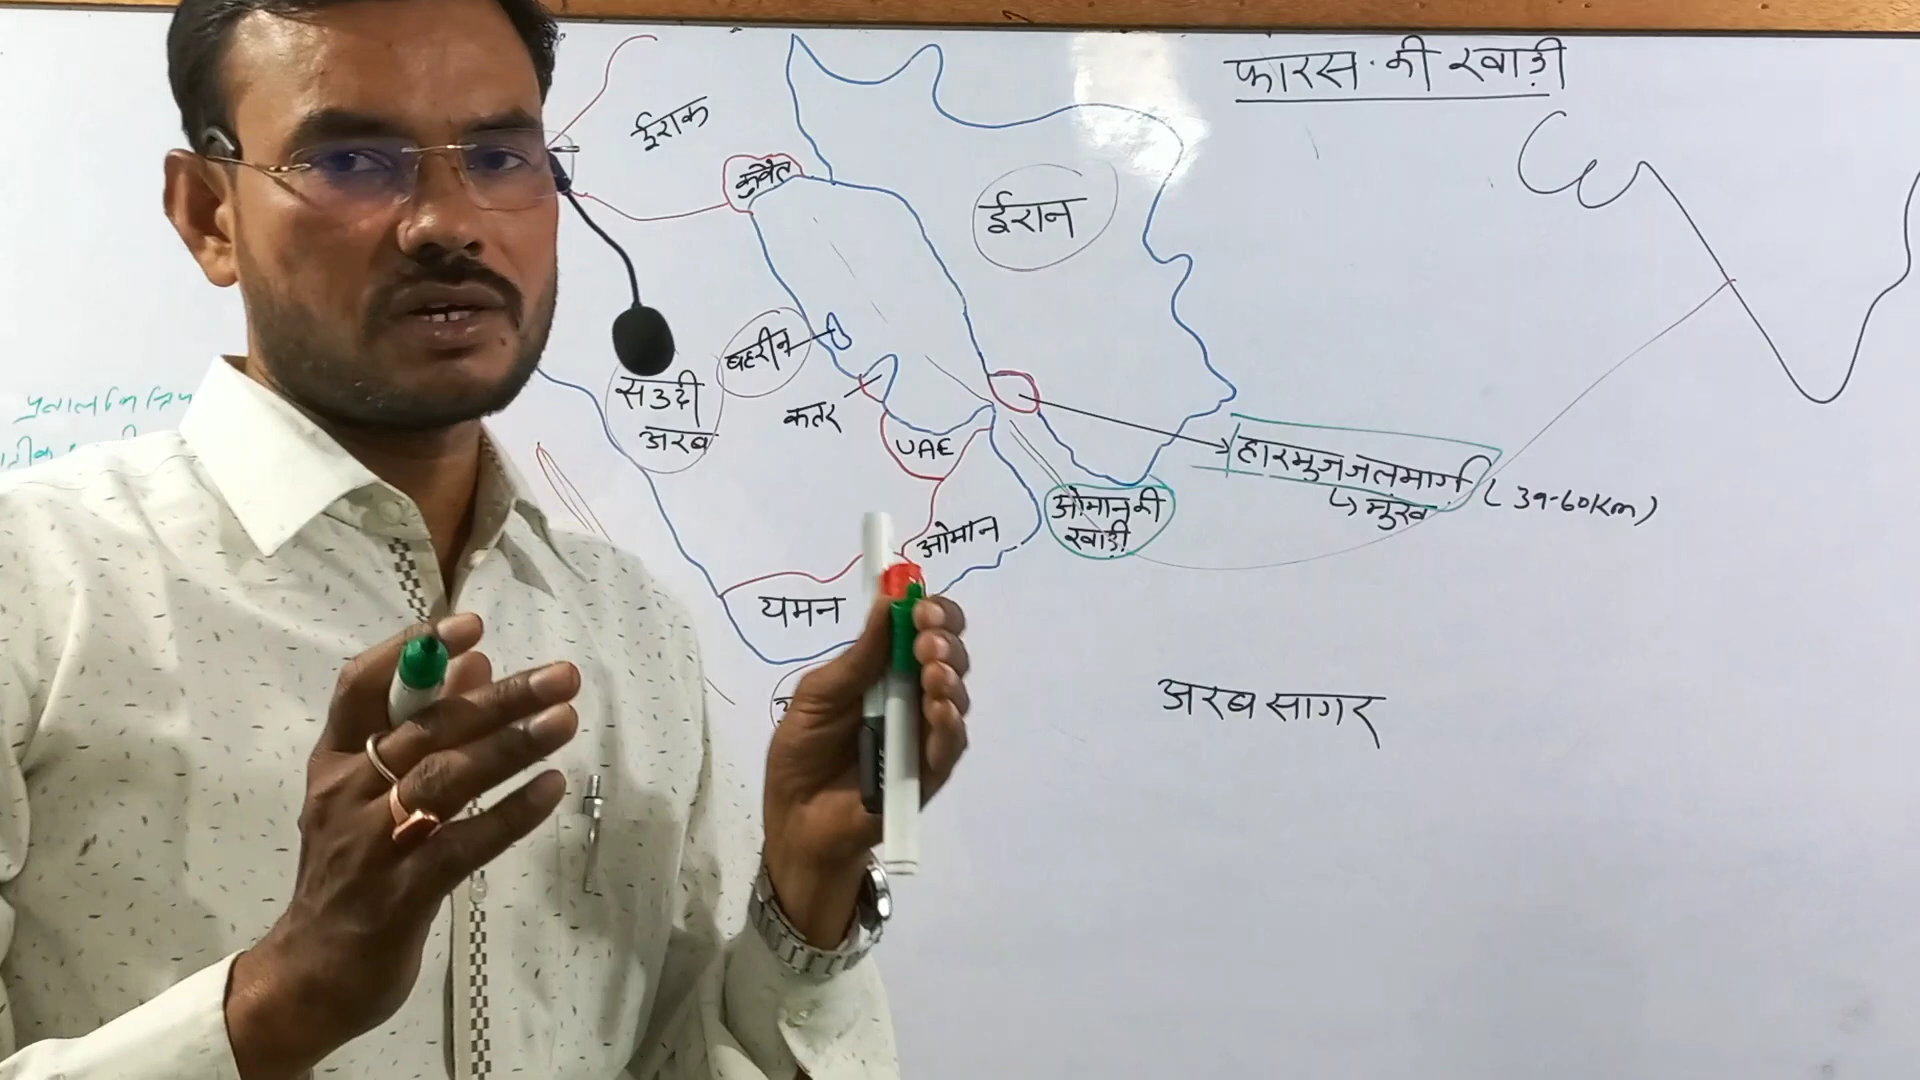 फारस की खाड़ी
ईराक
कुवैत
ईरान
बहरीन
सउदी
अरब
कतर
UAE
हारमुज जलमार्ग (39-60Km)
↳ मुख
ओमान की
खाड़ी
ओमान
यमन
अरब सागर